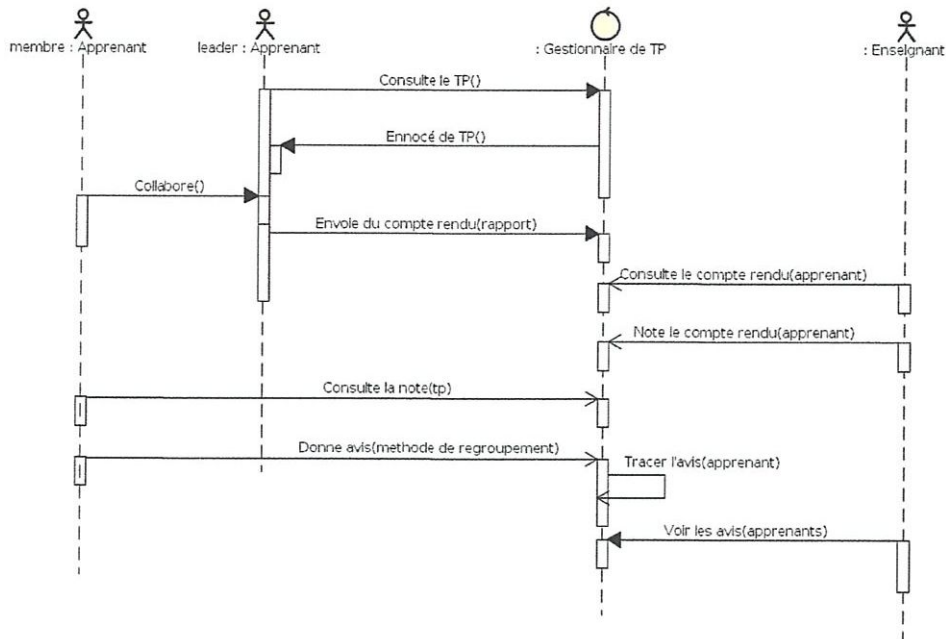 membre : Apprenant
leader : Apprenant
: Gestionnaire de TP
: Enseignant
Consulte le TP()
Ennocé de TP()
Collabore()
Envole du compte rendu(rapport)
Consulte le compte rendu(apprenant)
Note le compte rendu(apprenant)
Consulte la note(tp)
Donne avis(methode de regroupement)
Tracer l'avis(apprenant)
Voir les avis(apprenants)